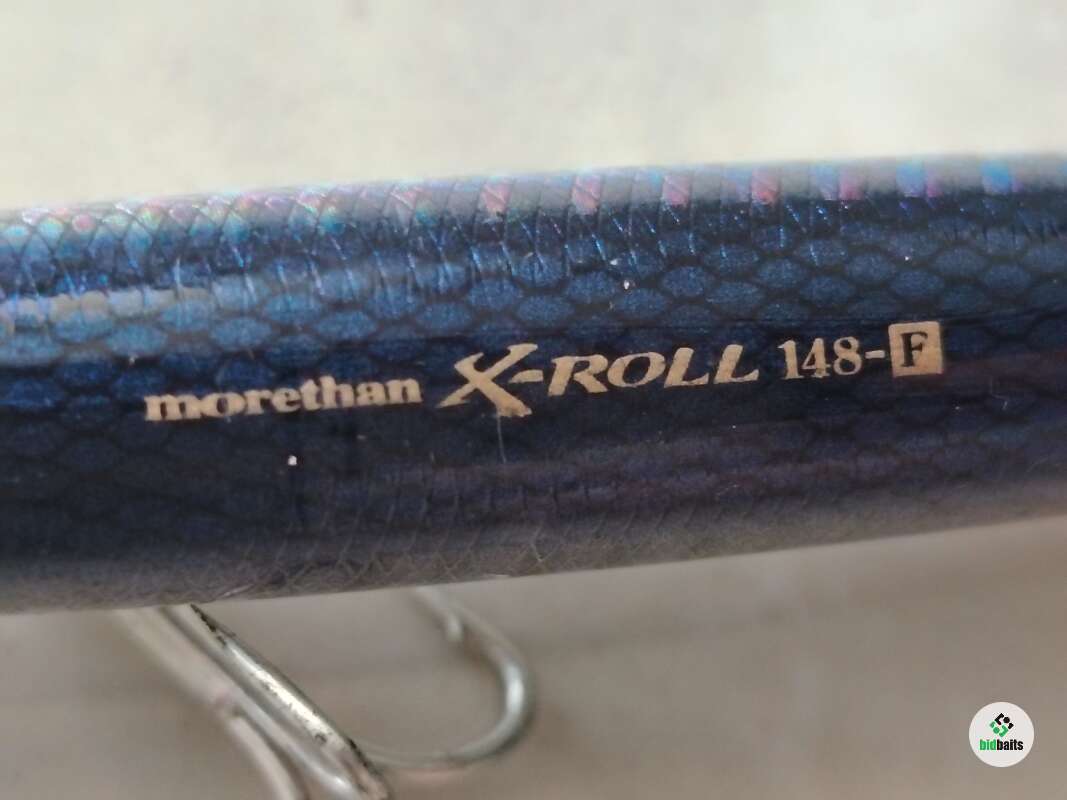 morethan X-ROLL 148-F
bidbaits